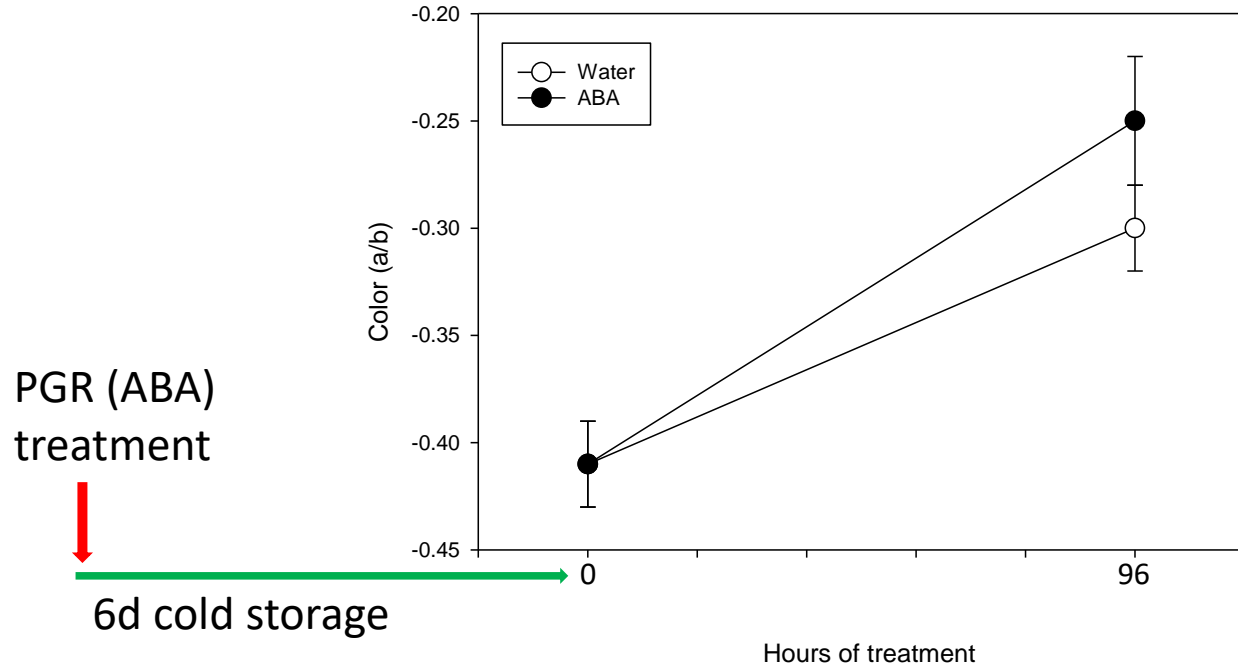 -0.20
Water
ABA
-0.25
-0.30
Color (a/b)
-0.35
PGR (ABA)
treatment
-0.40
-0.45
0
96
6d cold storage
Hours of treatment